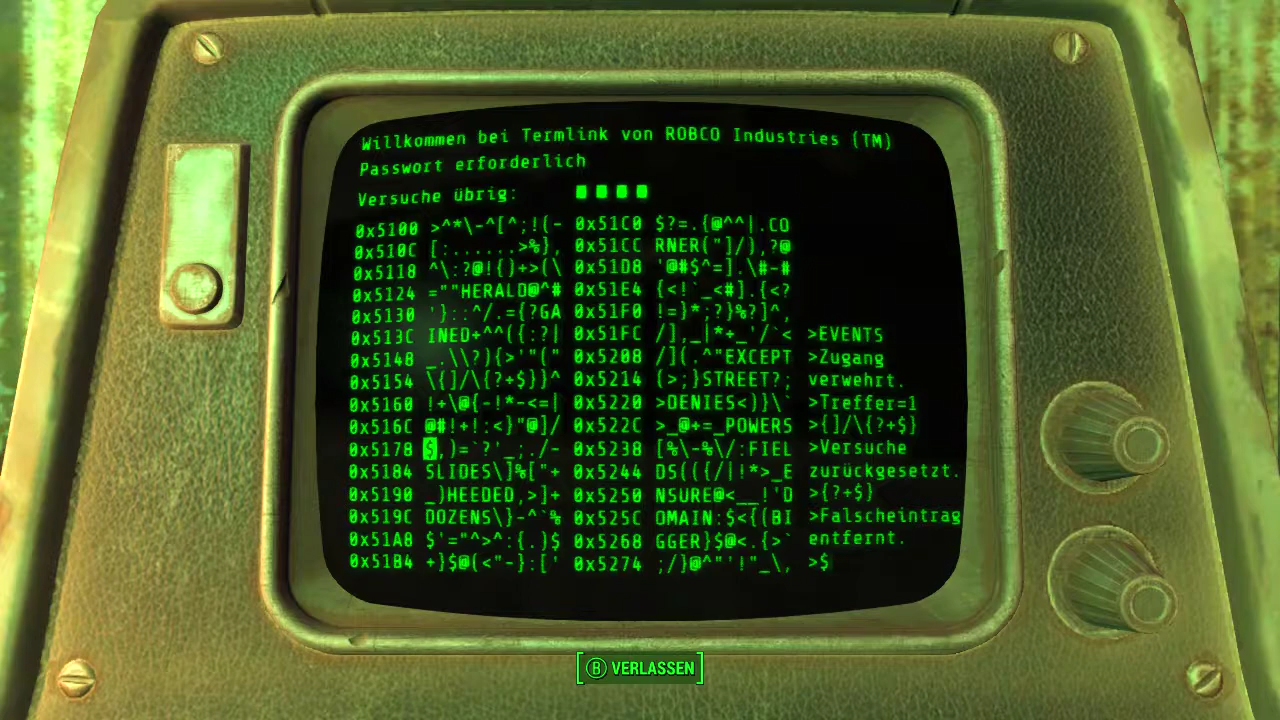 Willkommen bei Termlink von ROBCO Industries (TM)
Passwort erforderlich
Versuche übrig:
0x5100 >^*\-^[^;!(- 0x51C0 $?=.{@^^|.CO
0x510C [:......>%}, 0x51CC RNER("]/),?@
0x5118 ^\:?@!{)+>(\ 0x51D8 '@#$^=].\#-#
0x5124 =""HERALD@^# 0x51E4 {<!`_<#].{<?
0x5130 '}::^/.={?GA 0x51F0 !=}*;?}%?]^,
0x513C INED+^^({:?| 0x51FC /],_|*+_'/`< >EVENTS
0x5148 _.\\?){>'"(" 0x5208 /](.^"EXCEPT >Zugang
0x5154 \{]/\{?+$}}^ 0x5214 (>;}STREET?; verwehrt.
0x5160 !+\@{-!*-<=| 0x5220 >DENIES<)}\` >Treffer=1
0x516C @#!+!:<}"@]/ 0x522C >_@+=_POWERS >{]/\{?+$}
0x5178 $,)=`?'_;./- 0x5238 [%\-%\/:FIEL >Versuche
0x5184 SLIDES\]%["+ 0x5244 DS(({/|!*>_E zurückgesetzt.
0x5190 _)HEEDED,>]+ 0x5250 NSURE@<__!'D >{?+$}
0x519C DOZENS\}-^`% 0x525C OMAIN:$<{(BI >Falscheintrag
0x51A8 $'="^>^:{.)$ 0x5268 GGER}$@<.{>` entfernt.
0x51B4 +}$@(<"-}:[' 0x5274 ;/}@^"'!"_\, >$
B VERLASSEN